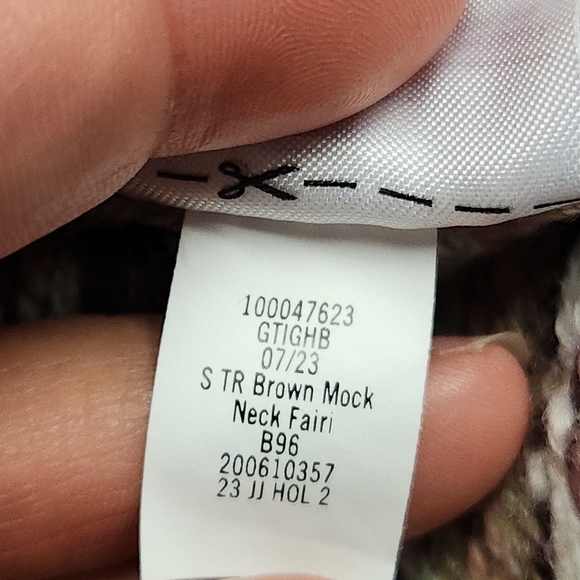 100047623
GTIGHB
07/23
S TR Brown Mock
Neck Fairi
B96
200610357
23 JJ HOL 2